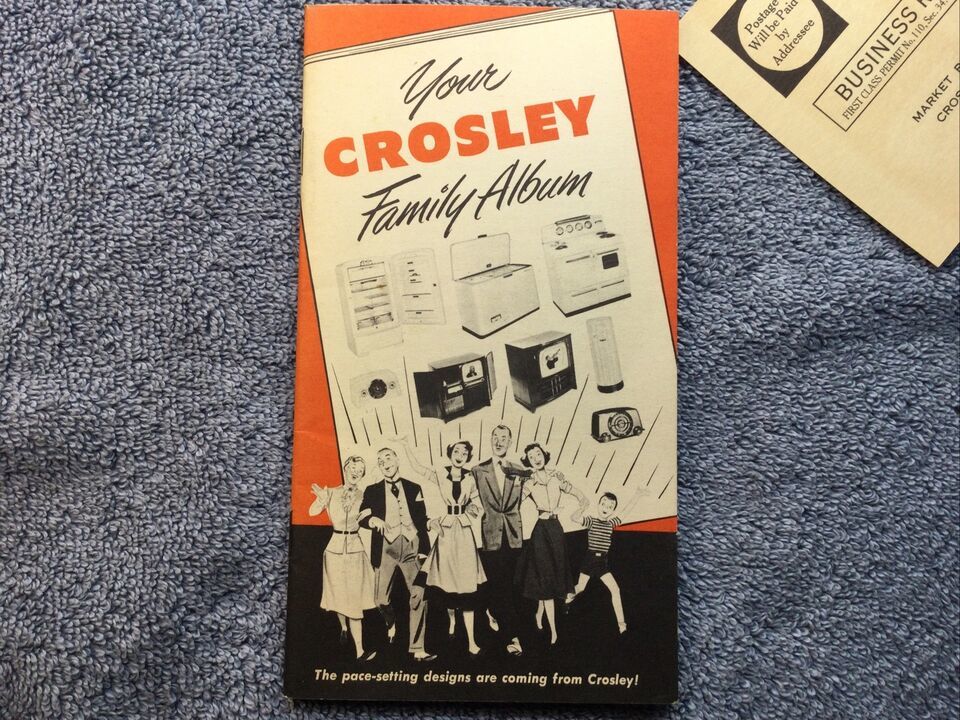 Your
CROSLEY
Family Album
The pace-setting designs are coming from Crosley!
Postage
Will be Paid
by
Addressee
BUSINESS
FIRST CLASS PERMIT No. 110, Sec. 34.
MARKET
CROS